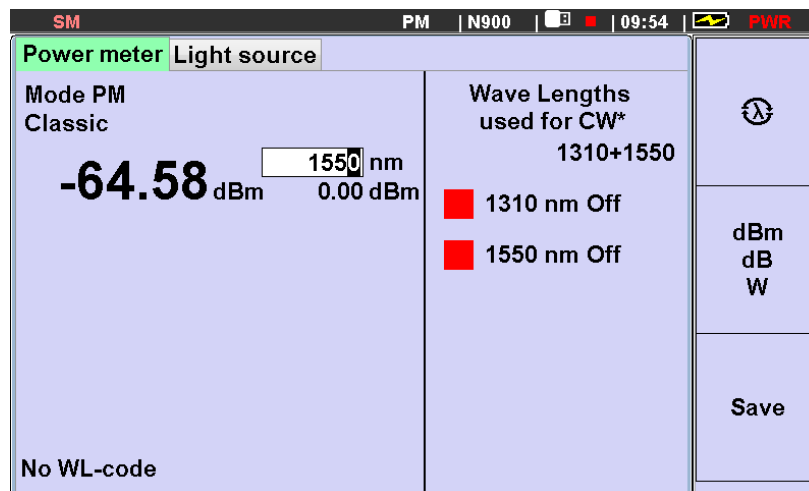 SM PM | N900 | | 09:54 | PWR
Power meter Light source
Mode PM
Classic
1550 nm
-64.58 dBm 0.00 dBm
No WL-code
Wave Lengths
used for CW*
1310+1550
1310 nm Off
1550 nm Off
λ
dBm
dB
W
Save